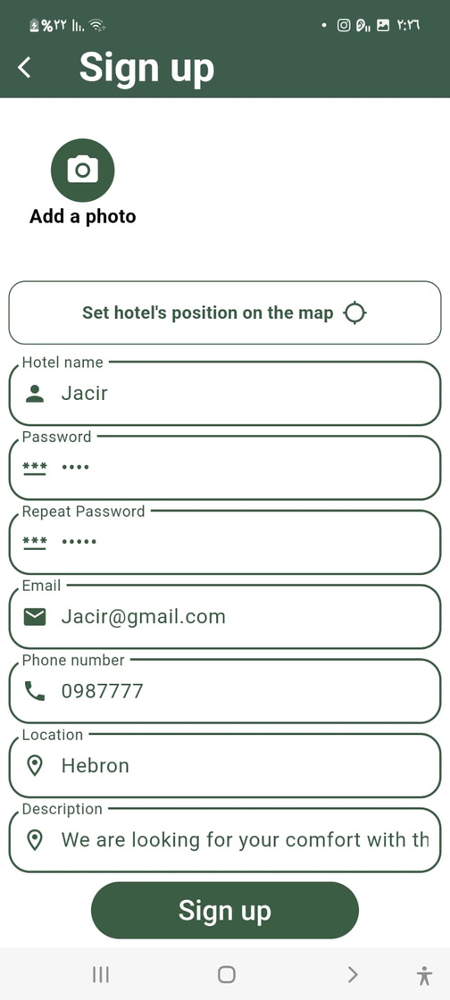 %٢٢ ٢:٢٦
Sign up
Add a photo
Set hotel's position on the map
Hotel name
Jacir
Password
*** ••••
Repeat Password
*** •••••
Email
Jacir@gmail.com
Phone number
0987777
Location
Hebron
Description
We are looking for your comfort with th
Sign up